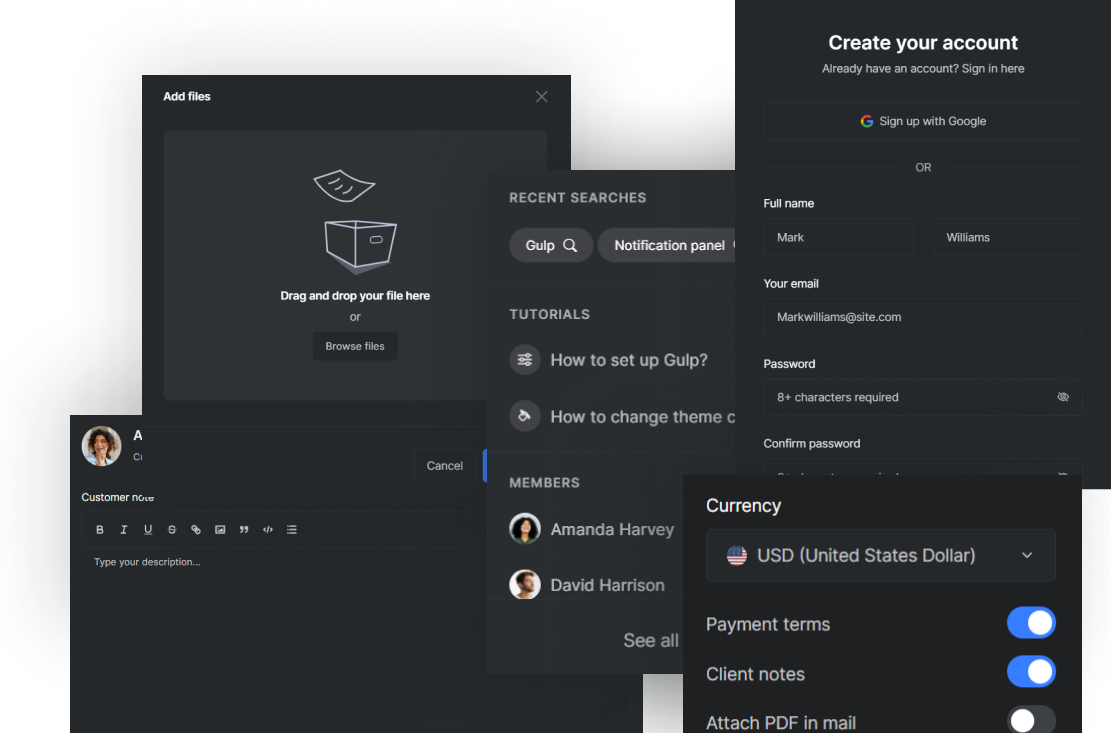 Add files
Drag and drop your file here
or
Browse files
Cancel
Customer note
B I U S
Type your description...
RECENT SEARCHES
Gulp
Notification panel
TUTORIALS
How to set up Gulp?
How to change theme c
MEMBERS
Amanda Harvey
David Harrison
See all
Create your account
Already have an account? Sign in here
Sign up with Google
OR
Full name
Mark Williams
Your email
Markwilliams@site.com
Password
8+ characters required
Confirm password
Currency
USD (United States Dollar)
Payment terms
Client notes
Attach PDF in mail